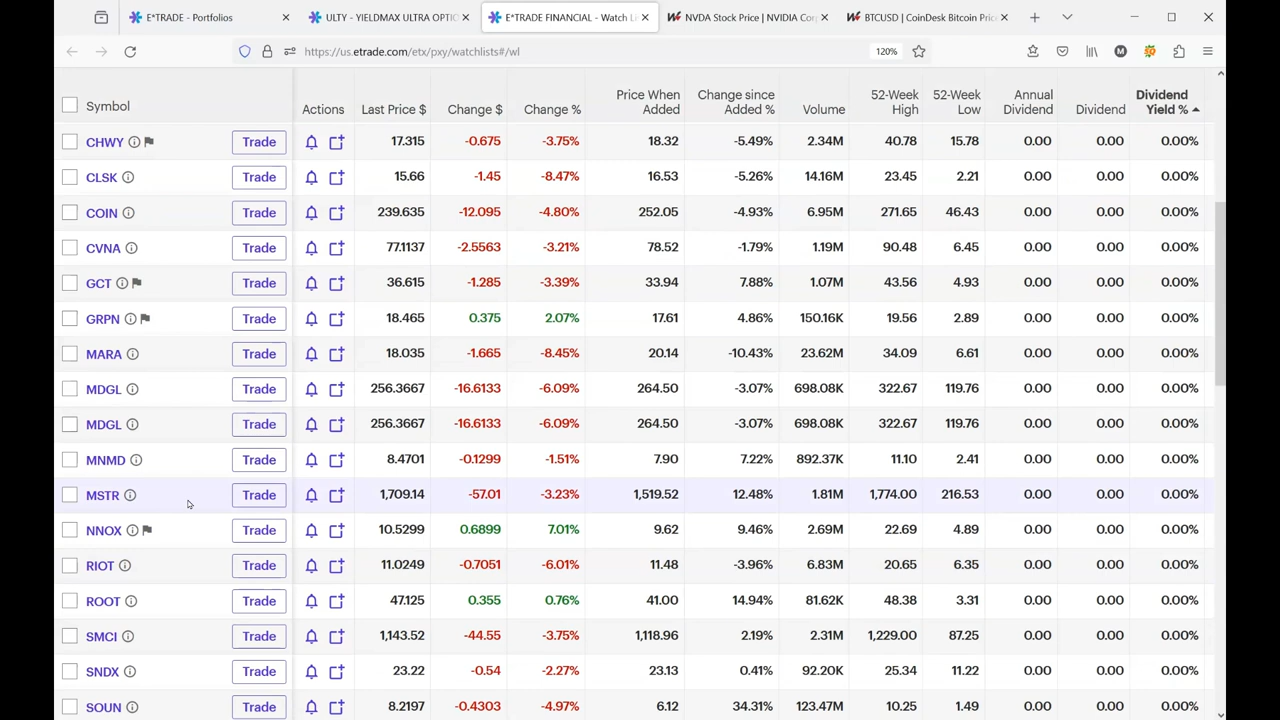 E*TRADE - Portfolios
ULTY - YIELDMAX ULTRA OPTIO
E*TRADE FINANCIAL - Watch Li
NVDA Stock Price | NVIDIA Cor
BTCUSD | CoinDesk Bitcoin Pric
https://us.etrade.com/etx/pxy/watchlists#/wl
120%
Symbol Actions Last Price $ Change $ Change % Price When Added Change since Added % Volume 52-Week High 52-Week Low Annual Dividend Dividend Dividend Yield %
CHWY Trade 17.315 -0.675 -3.75% 18.32 -5.49% 2.34M 40.78 15.78 0.00 0.00 0.00%
CLSK Trade 15.66 -1.45 -8.47% 16.53 -5.26% 14.16M 23.45 2.21 0.00 0.00 0.00%
COIN Trade 239.635 -12.095 -4.80% 252.05 -4.93% 6.95M 271.65 46.43 0.00 0.00 0.00%
CVNA Trade 77.1137 -2.5563 -3.21% 78.52 -1.79% 1.19M 90.48 6.45 0.00 0.00 0.00%
GCT Trade 36.615 -1.285 -3.39% 33.94 7.88% 1.07M 43.56 4.93 0.00 0.00 0.00%
GRPN Trade 18.465 0.375 2.07% 17.61 4.86% 150.16K 19.56 2.89 0.00 0.00 0.00%
MARA Trade 18.035 -1.665 -8.45% 20.14 -10.43% 23.62M 34.09 6.61 0.00 0.00 0.00%
MDGL Trade 256.3667 -16.6133 -6.09% 264.50 -3.07% 698.08K 322.67 119.76 0.00 0.00 0.00%
MDGL Trade 256.3667 -16.6133 -6.09% 264.50 -3.07% 698.08K 322.67 119.76 0.00 0.00 0.00%
MNMD Trade 8.4701 -0.1299 -1.51% 7.90 7.22% 892.37K 11.10 2.41 0.00 0.00 0.00%
MSTR Trade 1,709.14 -57.01 -3.23% 1,519.52 12.48% 1.81M 1,774.00 216.53 0.00 0.00 0.00%
NNOX Trade 10.5299 0.6899 7.01% 9.62 9.46% 2.69M 22.69 4.89 0.00 0.00 0.00%
RIOT Trade 11.0249 -0.7051 -6.01% 11.48 -3.96% 6.83M 20.65 6.35 0.00 0.00 0.00%
ROOT Trade 47.125 0.355 0.76% 41.00 14.94% 81.62K 48.38 3.31 0.00 0.00 0.00%
SMCI Trade 1,143.52 -44.55 -3.75% 1,118.96 2.19% 2.31M 1,229.00 87.25 0.00 0.00 0.00%
SNDX Trade 23.22 -0.54 -2.27% 23.13 0.41% 92.20K 25.34 11.22 0.00 0.00 0.00%
SOUN Trade 8.2197 -0.4303 -4.97% 6.12 34.31% 123.47M 10.25 1.49 0.00 0.00 0.00%